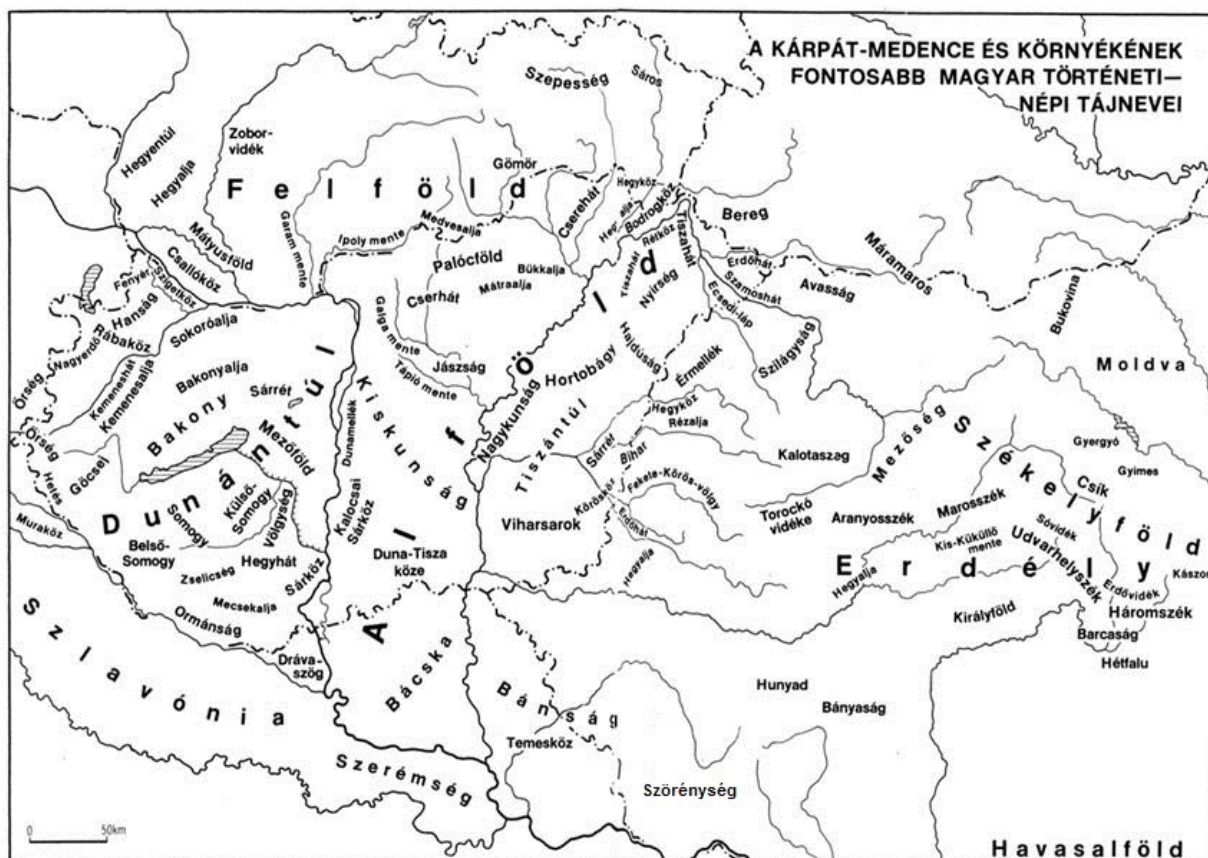 A KÁRPÁT-MEDENCE ÉS KÖRNYÉKÉNEK
FONTOSABB MAGYAR TÖRTÉNETI—
NÉPI TÁJNEVEI
Szepesség
Sáros
Zobor-
vidék
Hegyentúl
Hegyalja
Felföld
Gömör
Hegyköz
Cserehát
Bodrogköz
Bereg
Garam mente
Ipoly mente
Medvesalja
Mátyusföld
Csallóköz
Szigetköz
Fenyér
Hanság
Rábaköz
Nagyerdő
Sokoróalja
Palócföld
Bükkalja
Mátraalja
Cserhát
Galga mente
Tápió mente
Jászság
Tiszahát
Rétköz
Tiszahát
Nyírség
Erdőhát
Szamoshát
Ecsedi-láp
Avasság
Máramaros
Bukovina
Moldva
Szilágyság
Hajdúság
Érmellék
Hortobágy
Nagykunság
Tiszántúl
Alföld
Kiskunság
Dunamellék
Kalocsai
Sárköz
Duna-Tisza
köze
Őrség
Őrség
Kemeneshát
Kemenesalja
Bakonyalja
Bakony
Sárrét
Mezőföld
Dunántúl
Göcsej
Hetés
Muraköz
Belső-
Somogy
Somogy
Külső-
Somogy
Völgység
Zselicség
Hegyhát
Sárköz
Mecsekalja
Ormánság
Dráva-
szög
Szlavónia
Bácska
Szerémség
Bánság
Temesköz
Szörénység
Hunyad
Bányaság
Viharsarok
Sárrét
Bihar
Hegyköz
Rézalja
Fekete-Körös-völgy
Körösköz
Erdőhát
Hegyalja
Kalotaszeg
Mezőség
Torockó
vidéke
Aranyosszék
Marosszék
Kis-Küküllő
mente
Hegyalja
Erdély
Székelyföld
Gyergyó
Gyimes
Csík
Sóvidék
Udvarhelyszék
Kászon
Erdővidék
Háromszék
Királyföld
Barcaság
Hétfalu
Havasalföld
0 50km